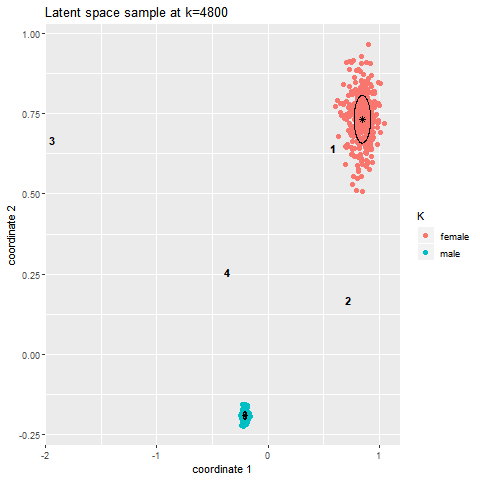 Latent space sample at k=4800
1.00
0.75
0.50
0.25
0.00
-0.25
coordinate 2
3
1
4
2
-2
-1
0
1
coordinate 1
K
female
male